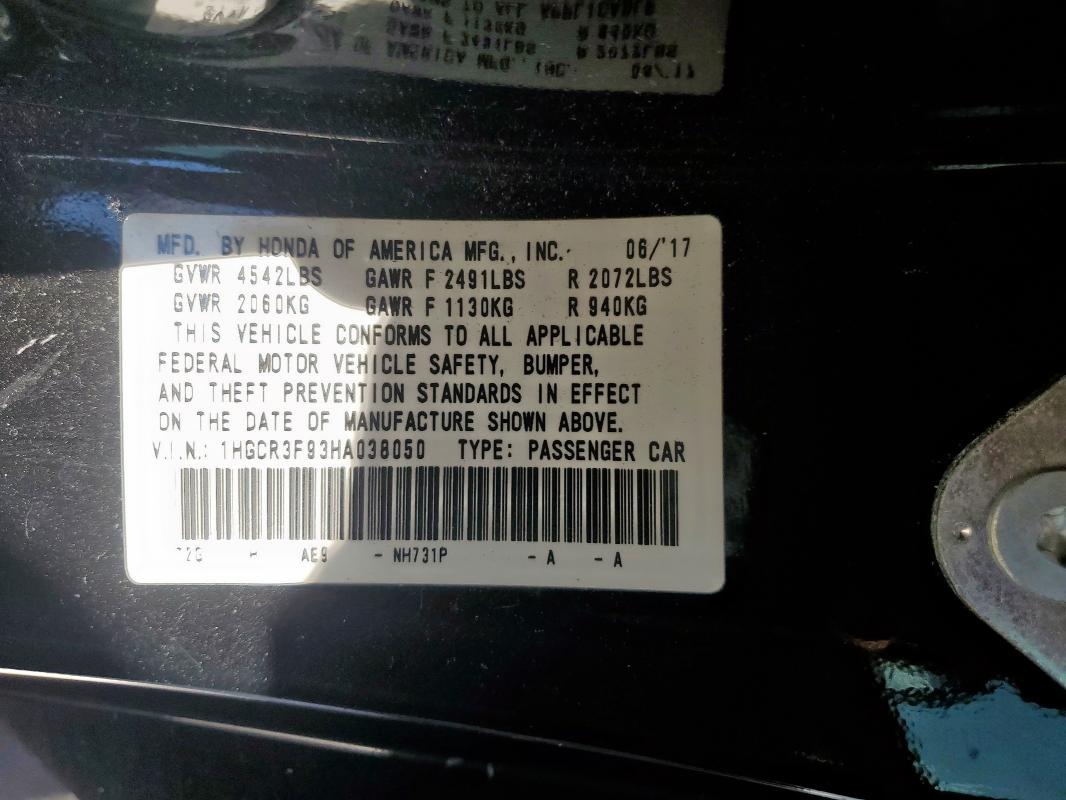 MFD. BY HONDA OF AMERICA MFG., INC. 06/'17
GVWR 4542LBS GAWR F 2491LBS R 2072LBS
GVWR 2060KG GAWR F 1130KG R 940KG
THIS VEHICLE CONFORMS TO ALL APPLICABLE
FEDERAL MOTOR VEHICLE SAFETY, BUMPER,
AND THEFT PREVENTION STANDARDS IN EFFECT
ON THE DATE OF MANUFACTURE SHOWN ABOVE.
V.I.N.: 1HGCR3F93HA038050 TYPE: PASSENGER CAR
AE9 - NH731P - A - A